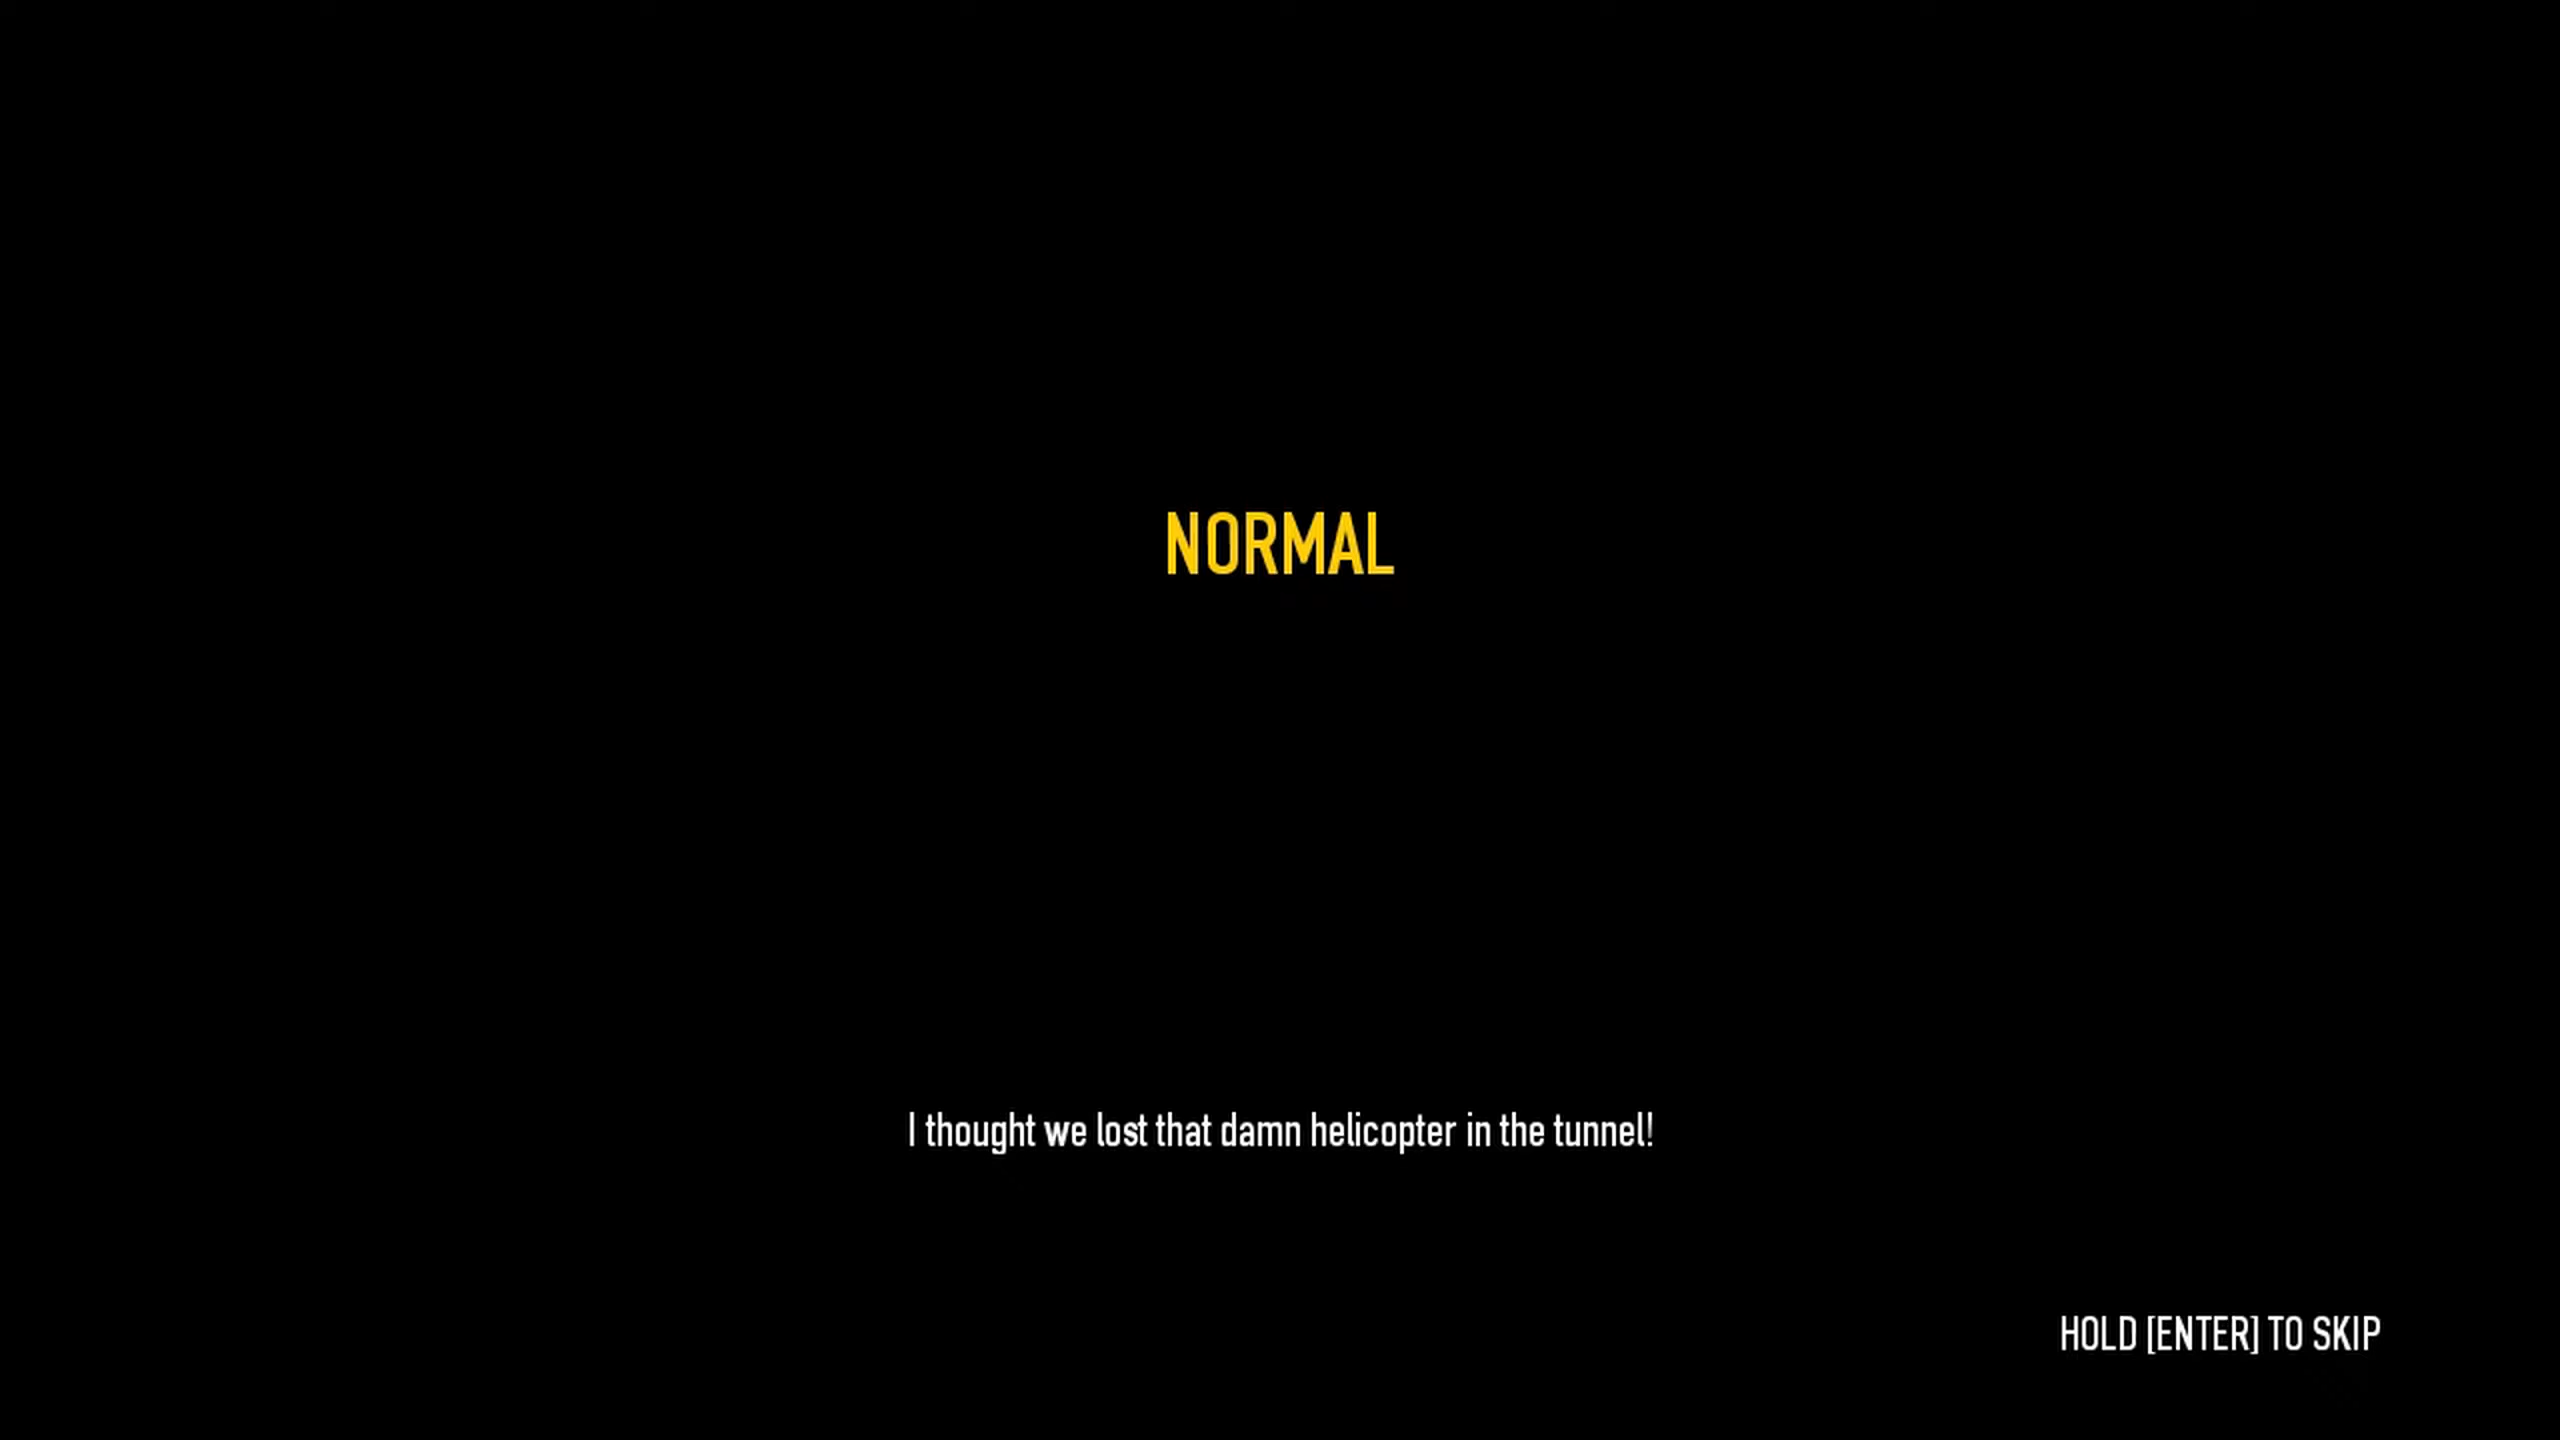 NORMAL
I thought we lost that damn helicopter in the tunnel!
HOLD [ENTER] TO SKIP